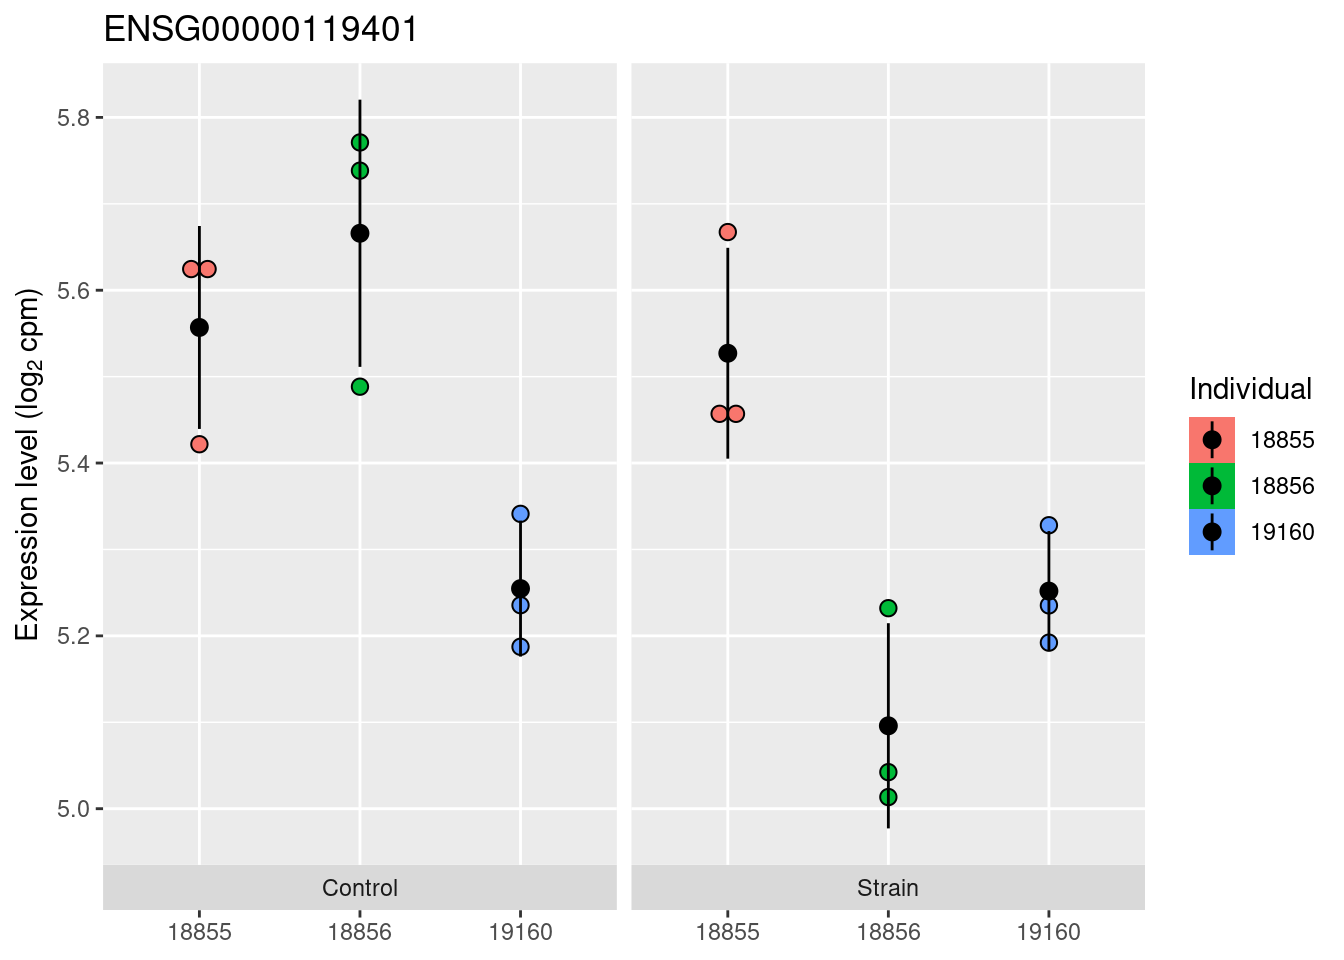 ENSG00000119401
Expression level (log₂ cpm)
5.8
5.6
5.4
5.2
5.0
Control
Strain
18855
18856
19160
18855
18856
19160
Individual
18855
18856
19160